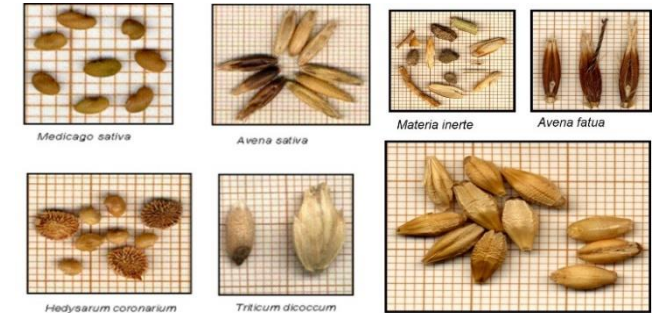 Medicago sativa
Avena sativa
Materia inerte
Avena fatua
Hedysarum coronarium
Triticum dicoccum